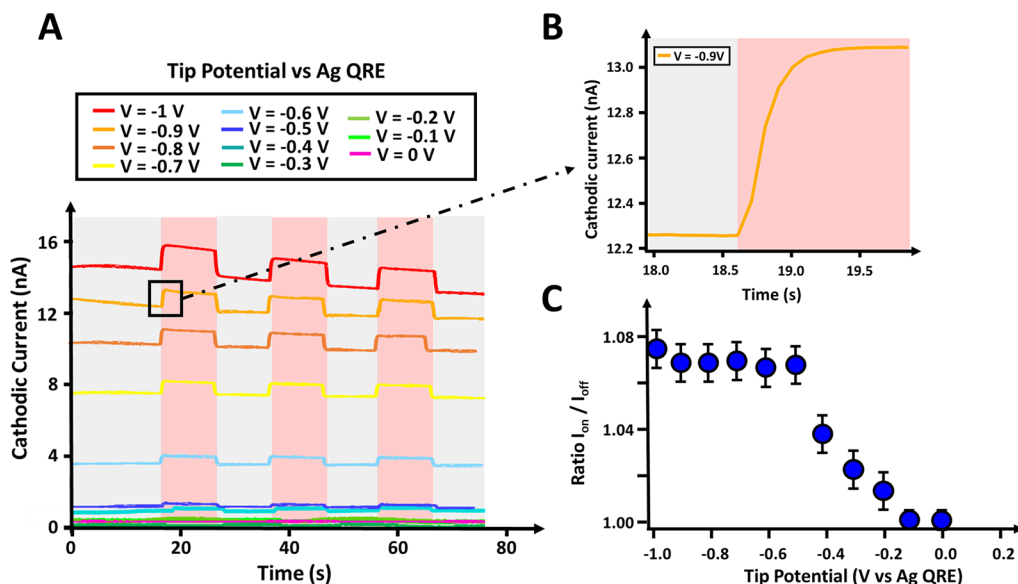 A
Tip Potential vs Ag QRE
V = -1 V
V = -0.9 V
V = -0.8 V
V = -0.7 V
V = -0.6 V
V = -0.5 V
V = -0.4 V
V = -0.3 V
V = -0.2 V
V = -0.1 V
V = 0 V
Cathodic Current (nA)
16
12
8
4
0
0
20
40
60
80
Time (s)
B
V = -0.9V
Cathodic current (nA)
13.0
12.8
12.6
12.4
12.2
18.0
18.5
19.0
19.5
Time (s)
C
Ratio Ion / Ioff
1.08
1.04
1.00
-1.0
-0.8
-0.6
-0.4
-0.2
0.0
0.2
Tip Potential (V vs Ag QRE)